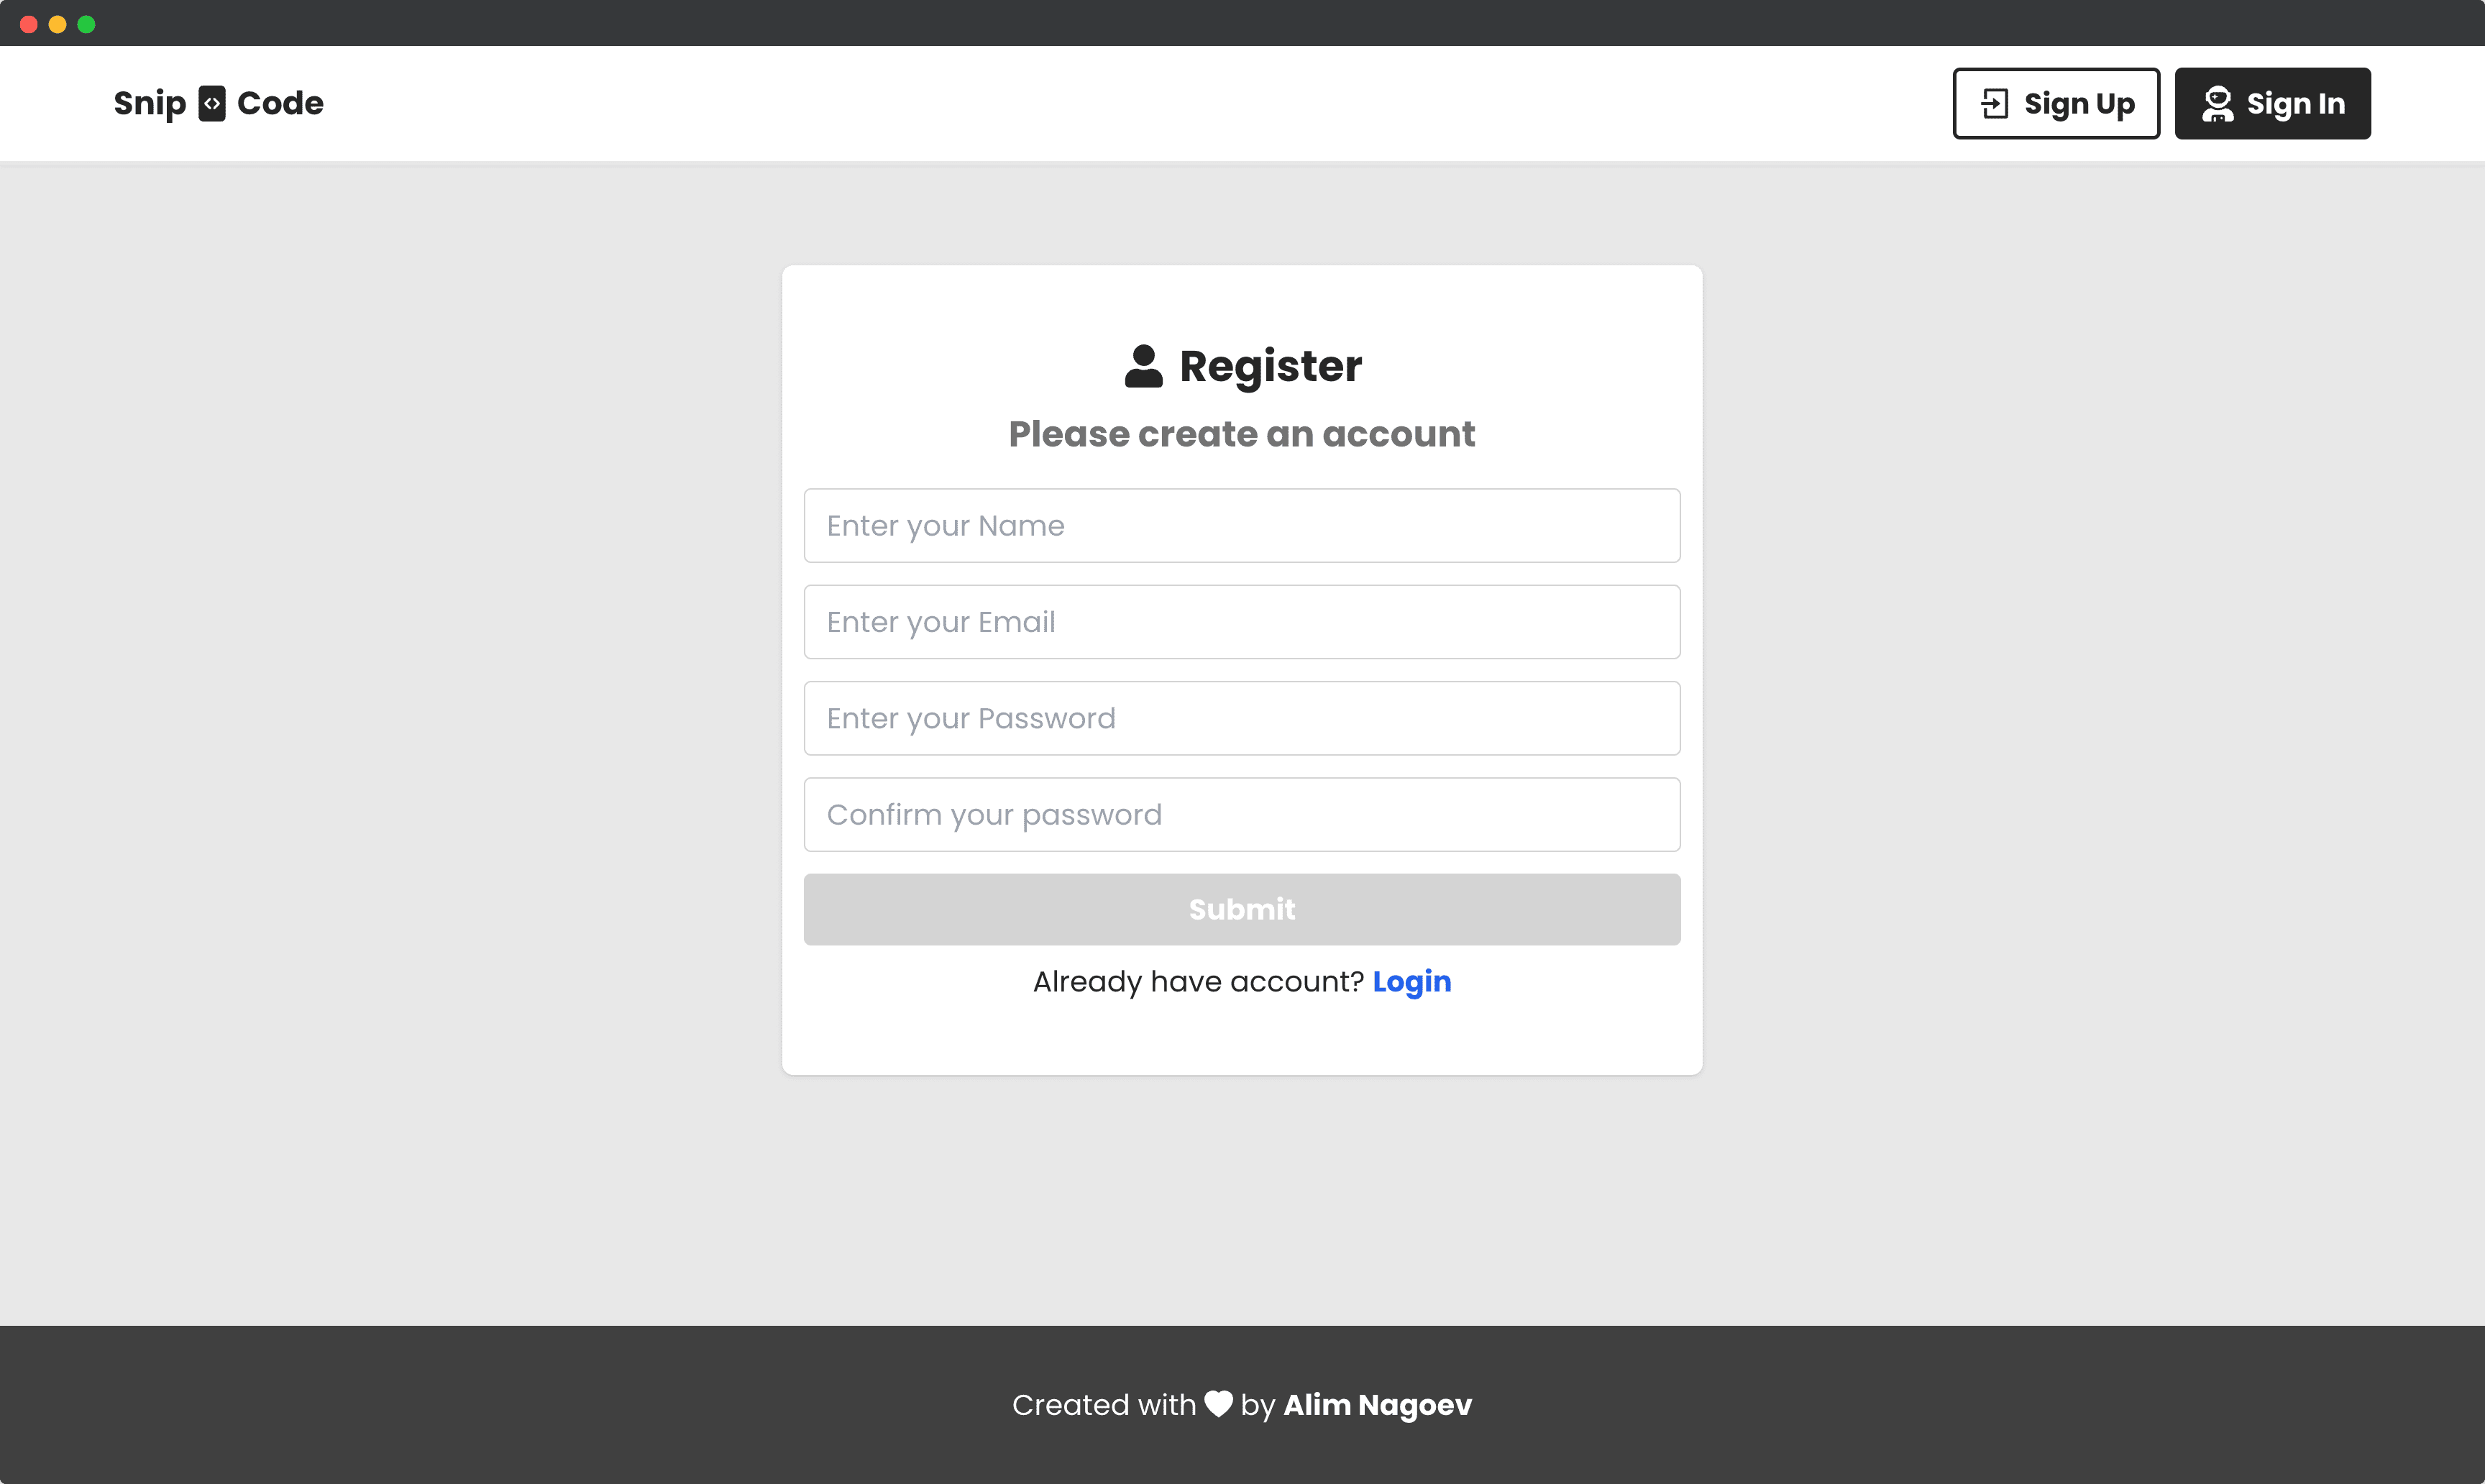 Snip Code
Sign Up
Sign In
Register
Please create an account
Enter your Name
Enter your Email
Enter your Password
Confirm your password
Submit
Already have account? Login
Created with by Alim Nagoev